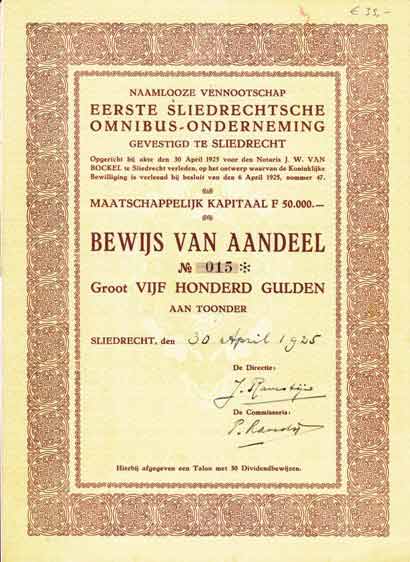 € 35,-
NAAMLOOZE VENNOOTSCHAP
EERSTE SLIEDRECHTSCHE
OMNIBUS-ONDERNEMING
GEVESTIGD TE SLIEDRECHT
Opgericht bij akte den 30 April 1925 voor den Notaris J. W. VAN
BOCKEL te Sliedrecht verleden, op het ontwerp waarvan de Koninklijke
Bewilliging is verleend bij besluit van den 6 April 1925, nommer 47.
MAATSCHAPPELIJK KAPITAAL F 50.000.—
BEWIJS VAN AANDEEL
№ 015 *
Groot VIJF HONDERD GULDEN
AAN TOONDER
SLIEDRECHT, den 30 April 1925
De Directie:
J.
De Commissaris:
P.
Hierbij afgegeven een Talon met 30 Dividendbewijzen.